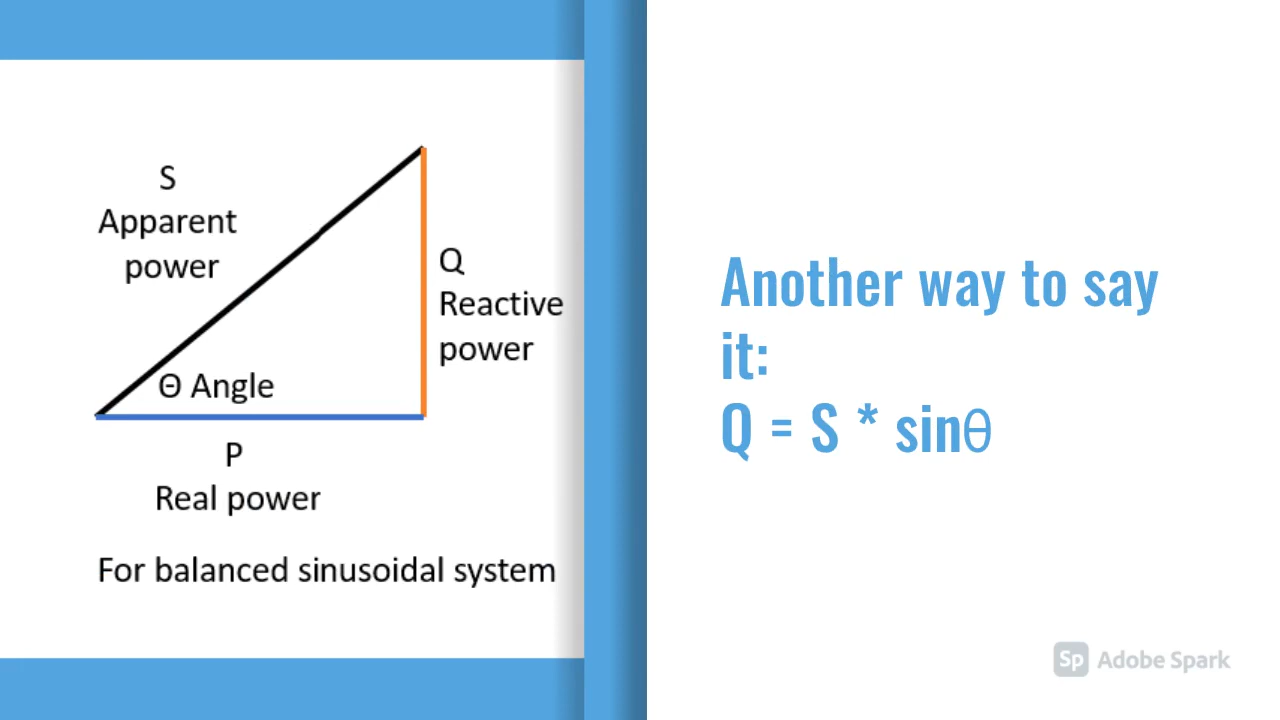 S
Apparent
power
Q
Reactive
power
Θ Angle
P
Real power
For balanced sinusoidal system
Another way to say
it:
Q = S * sinθ
Sp Adobe Spark